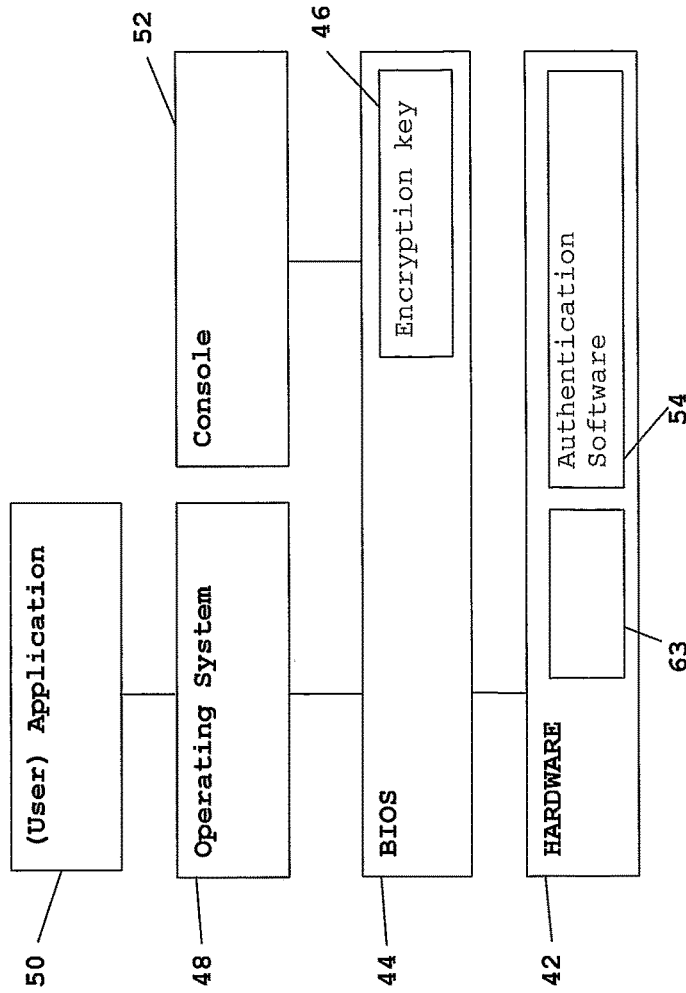 50
(User) Application
48
Operating System
Console
52
44
BIOS
Encryption key
46
42
HARDWARE
63
Authentication
Software
54